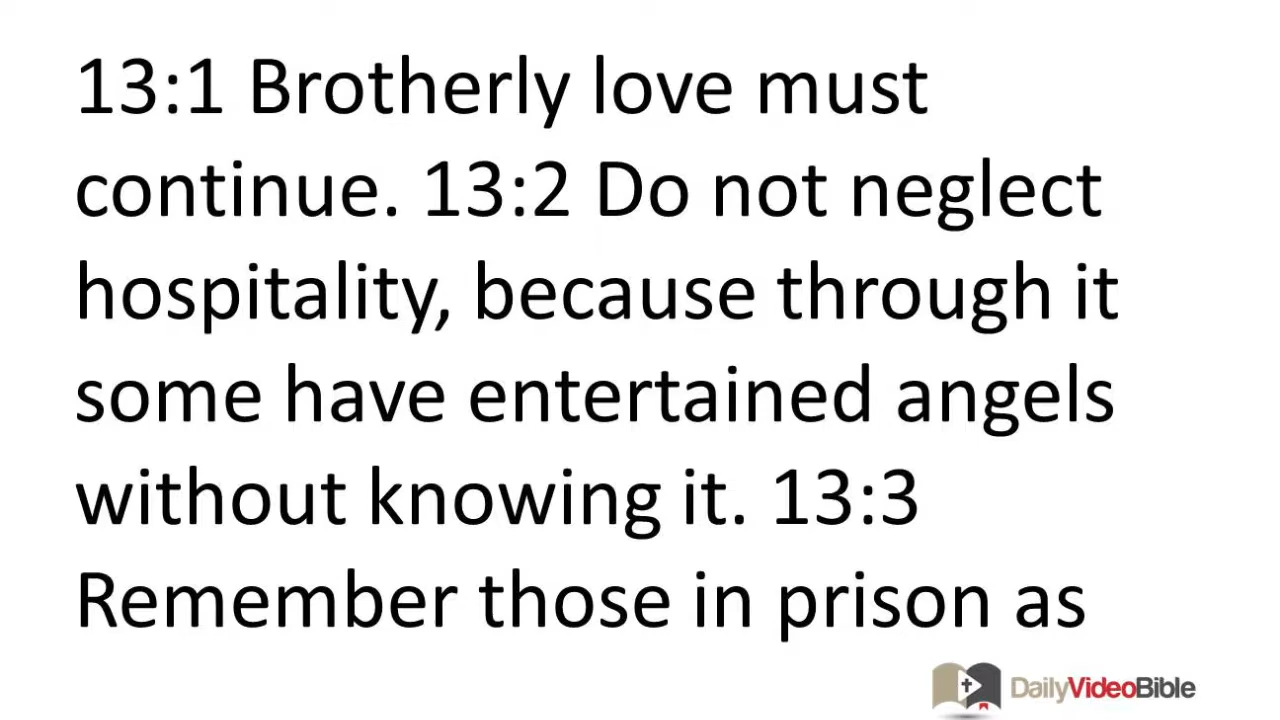 13:1 Brotherly love must
continue. 13:2 Do not neglect
hospitality, because through it
some have entertained angels
without knowing it. 13:3
Remember those in prison as
DailyVideoBible